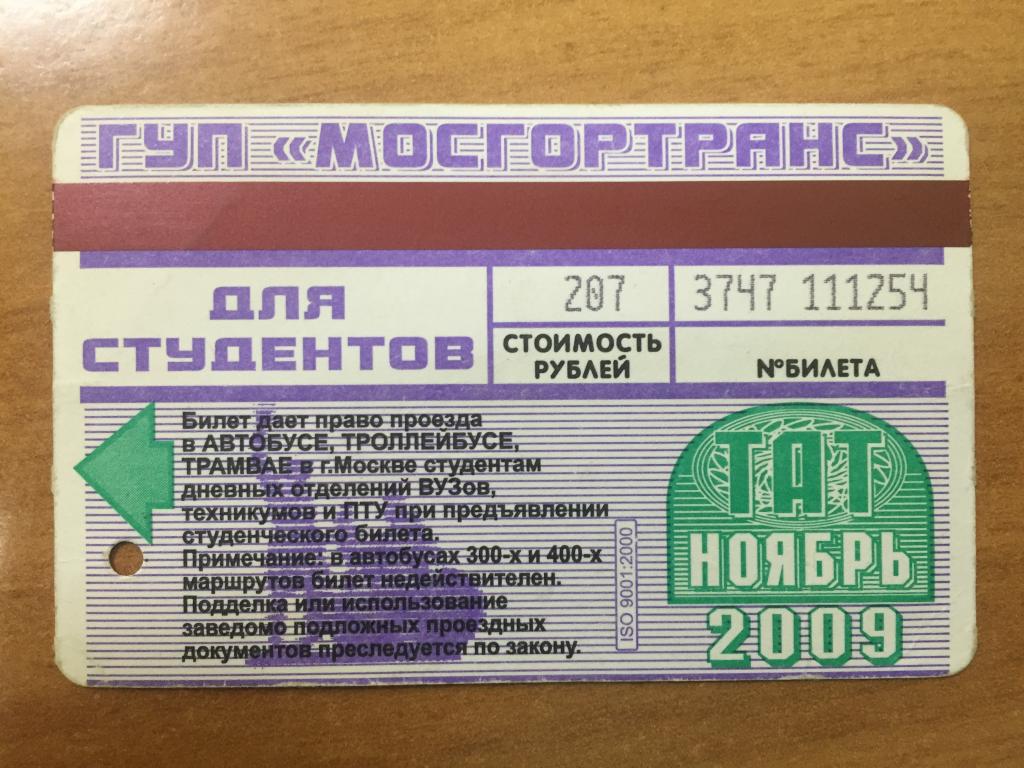 ГУП «МОСГОРТРАНС»
ДЛЯ
СТУДЕНТОВ
207
СТОИМОСТЬ
РУБЛЕЙ
3747 111254
№БИЛЕТА
Билет дает право проезда
в АВТОБУСЕ, ТРОЛЛЕЙБУСЕ,
ТРАМВАЕ в г.Москве студентам
дневных отделений ВУЗов,
техникумов и ПТУ при предъявлении
студенческого билета.
Примечание: в автобусах 300-х и 400-х
маршрутов билет недействителен.
Подделка или использование
заведомо подложных проездных
документов преследуется по закону.
ISO 9001:2000
ТАТ
НОЯБРЬ
2009